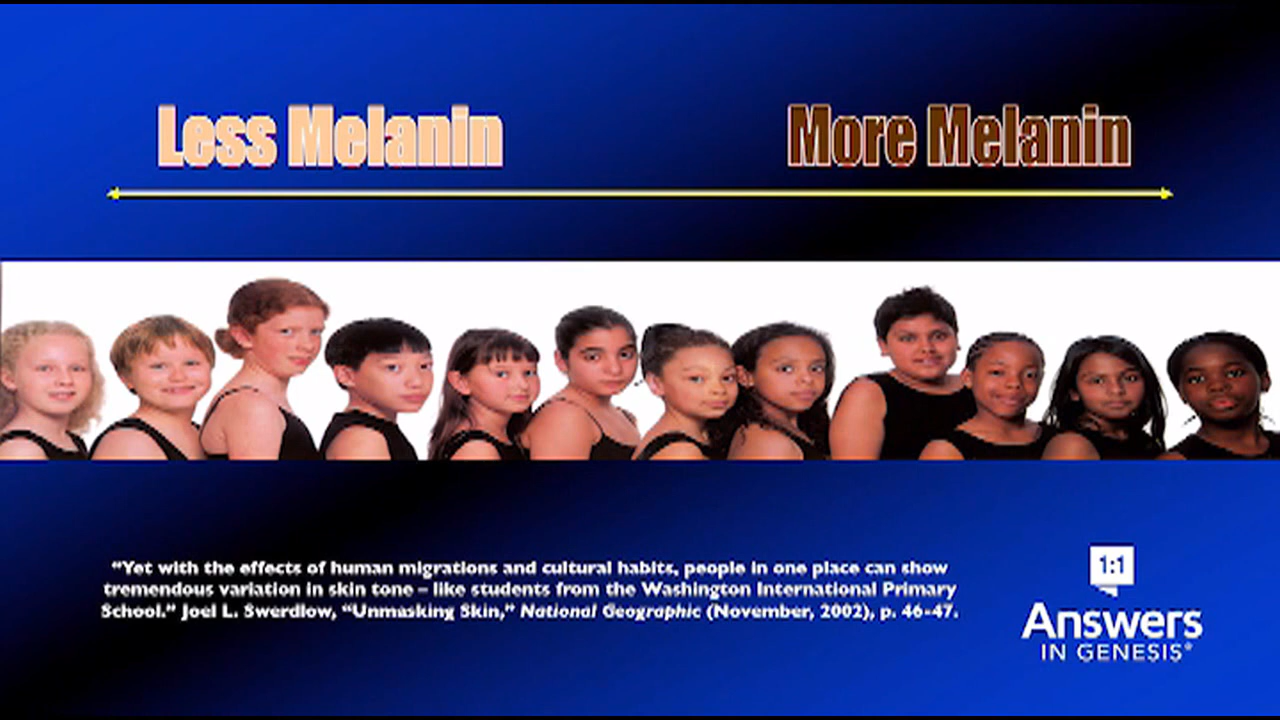 Less Melanin
More Melanin
“Yet with the effects of human migrations and cultural habits, people in one place can show
tremendous variation in skin tone – like students from the Washington International Primary
School.” Joel L. Swerdlow, “Unmasking Skin,” National Geographic (November, 2002), p. 46-47.
1:1
Answers
IN GENESIS®